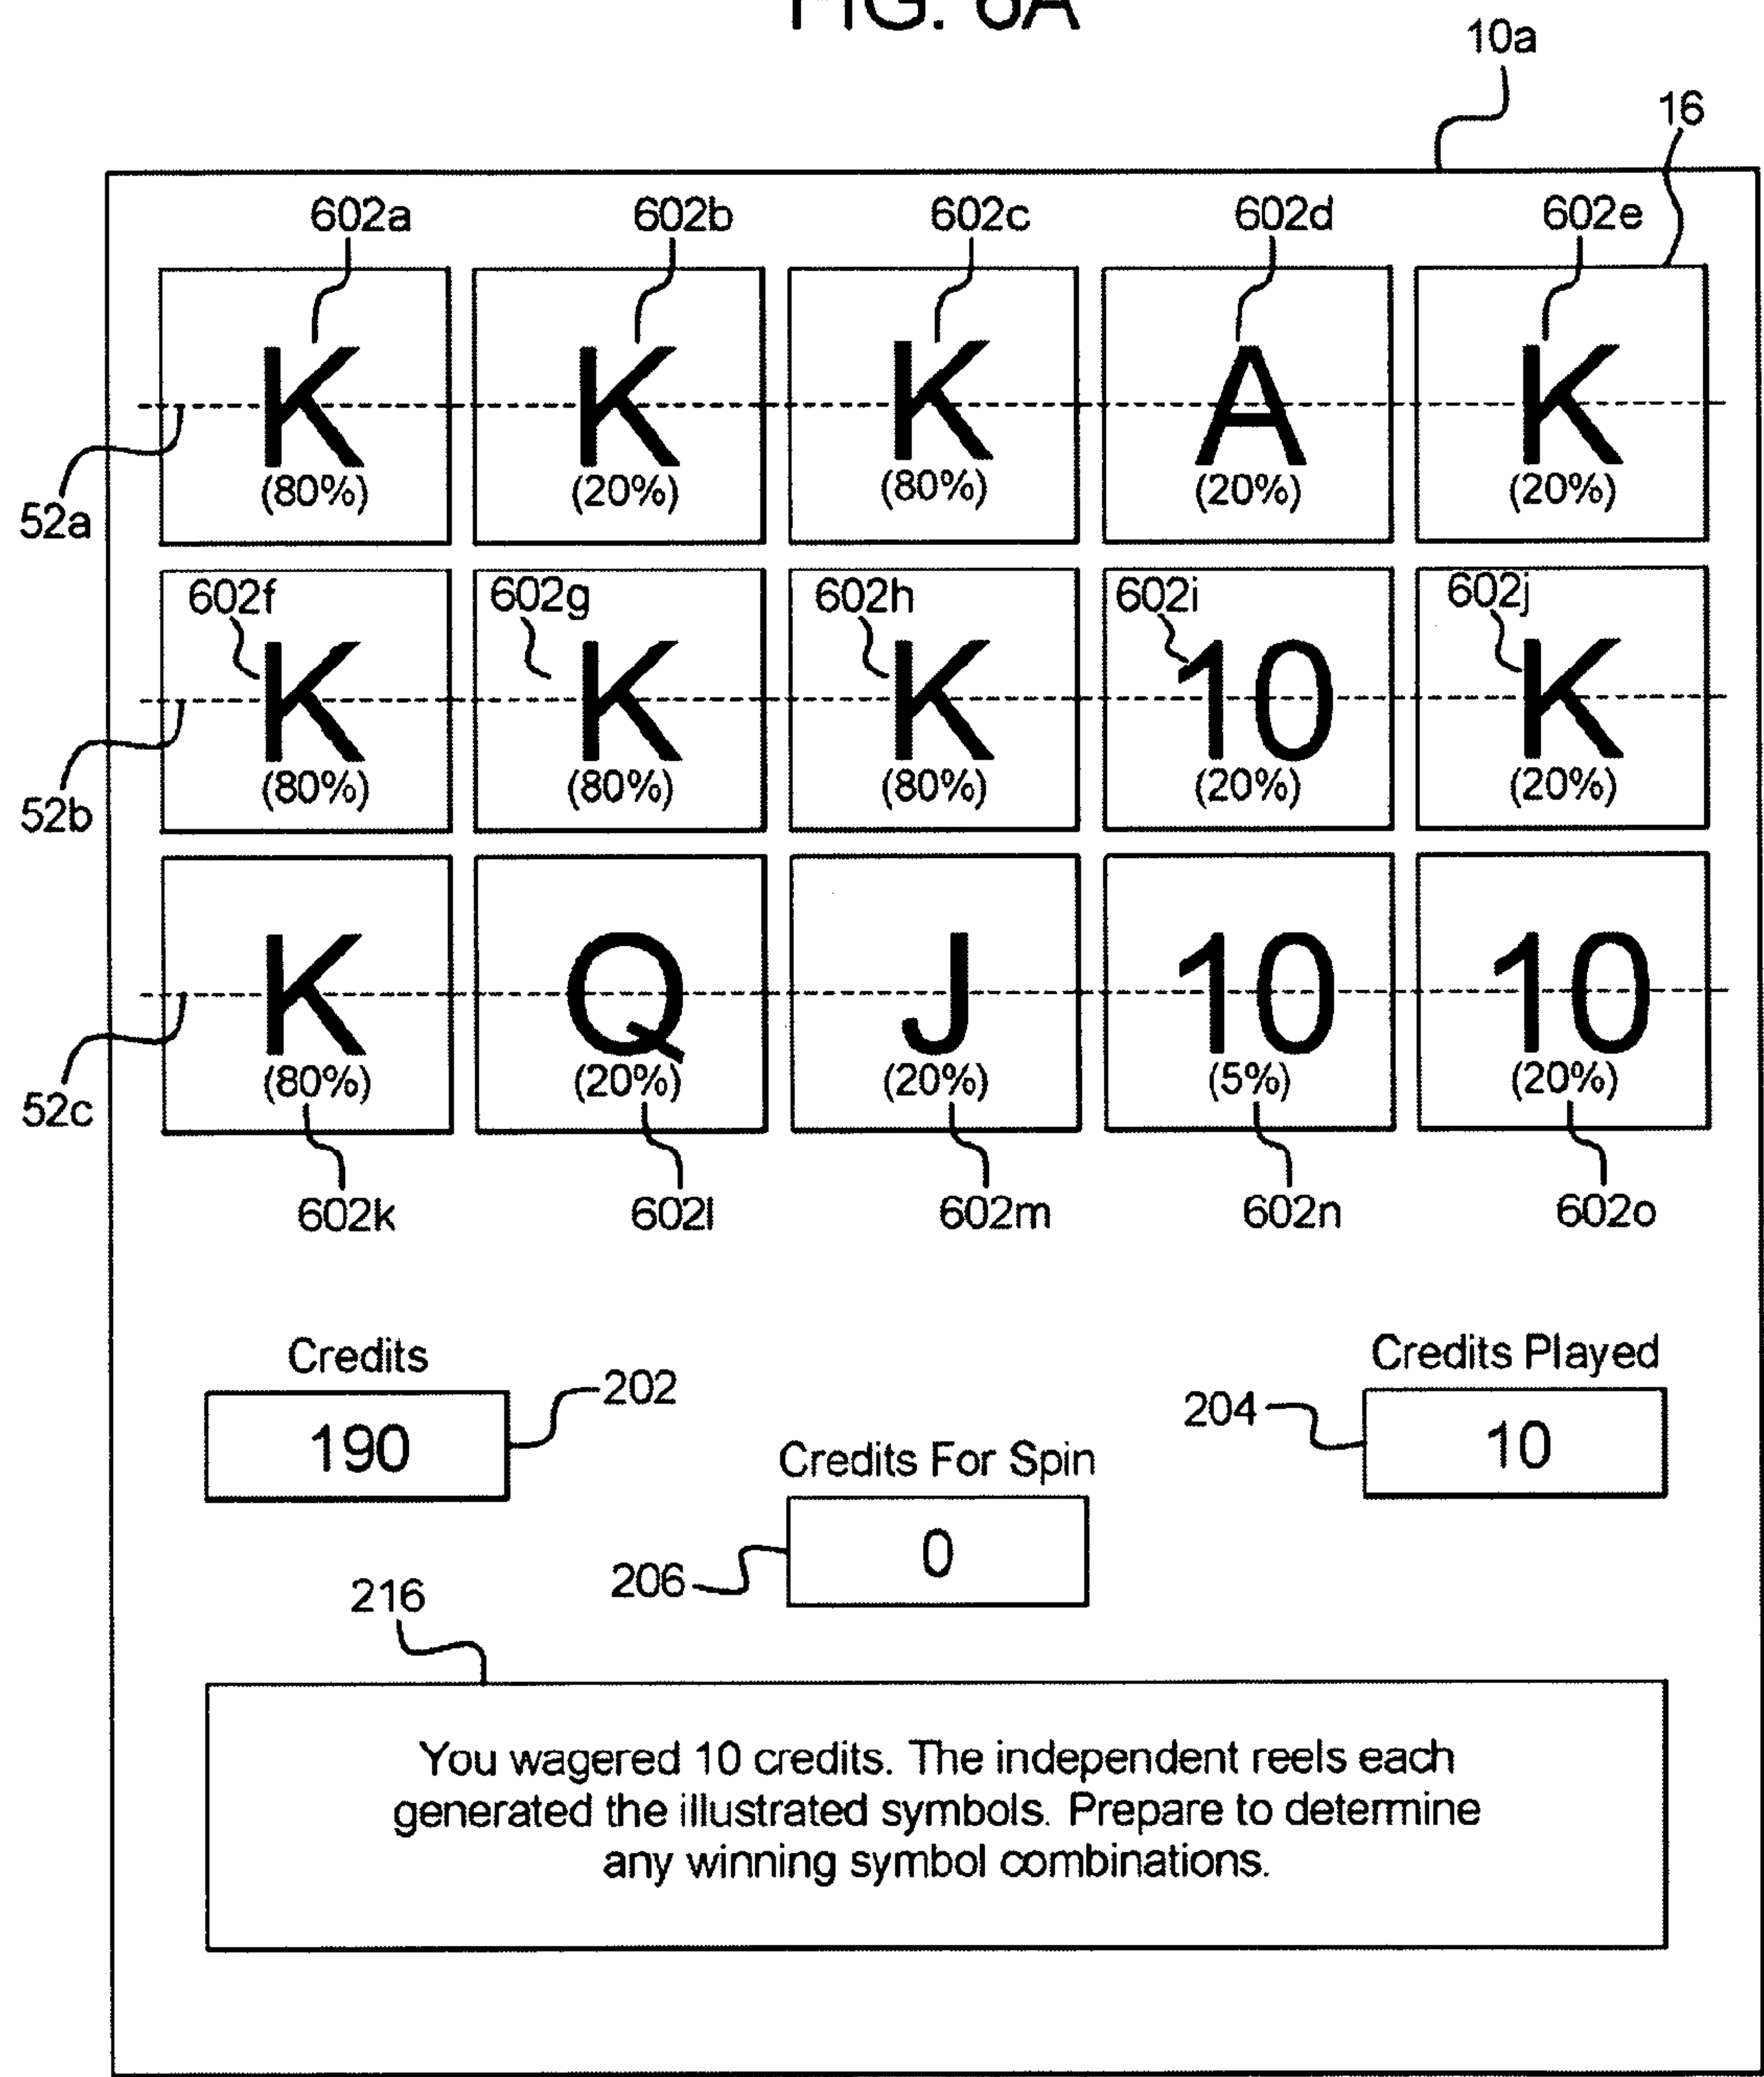 FIG. 6A
10a
16
602a 602b 602c 602d 602e
K K K A K
(80%) (20%) (80%) (20%) (20%)
52a
602f 602g 602h 602i 602j
K K K 10 K
(80%) (80%) (80%) (20%) (20%)
52b
K Q J 10 10
(80%) (20%) (20%) (5%) (20%)
52c
602k 602l 602m 602n 602o
Credits Credits Played
190 202 204 10
Credits For Spin
206 0
216
You wagered 10 credits. The independent reels each
generated the illustrated symbols. Prepare to determine
any winning symbol combinations.